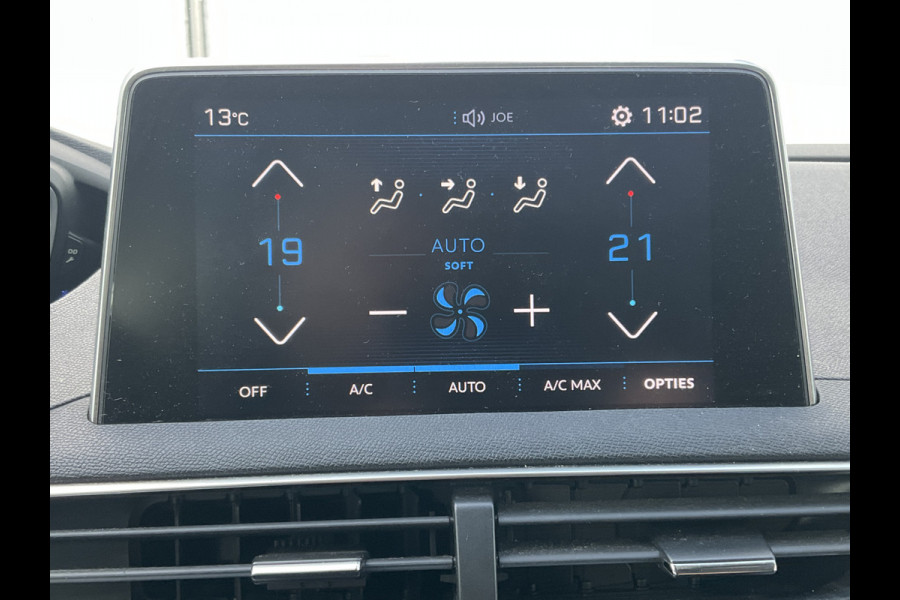 13°C JOE 11:02
19 AUTO 21
SOFT
OFF A/C AUTO A/C MAX OPTIES